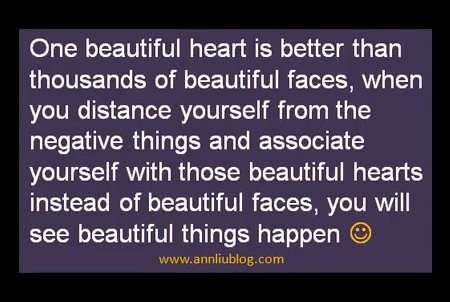 One beautiful heart is better than
thousands of beautiful faces, when
you distance yourself from the
negative things and associate
yourself with those beautiful hearts
instead of beautiful faces, you will
see beautiful things happen ☺
www.annliublog.com